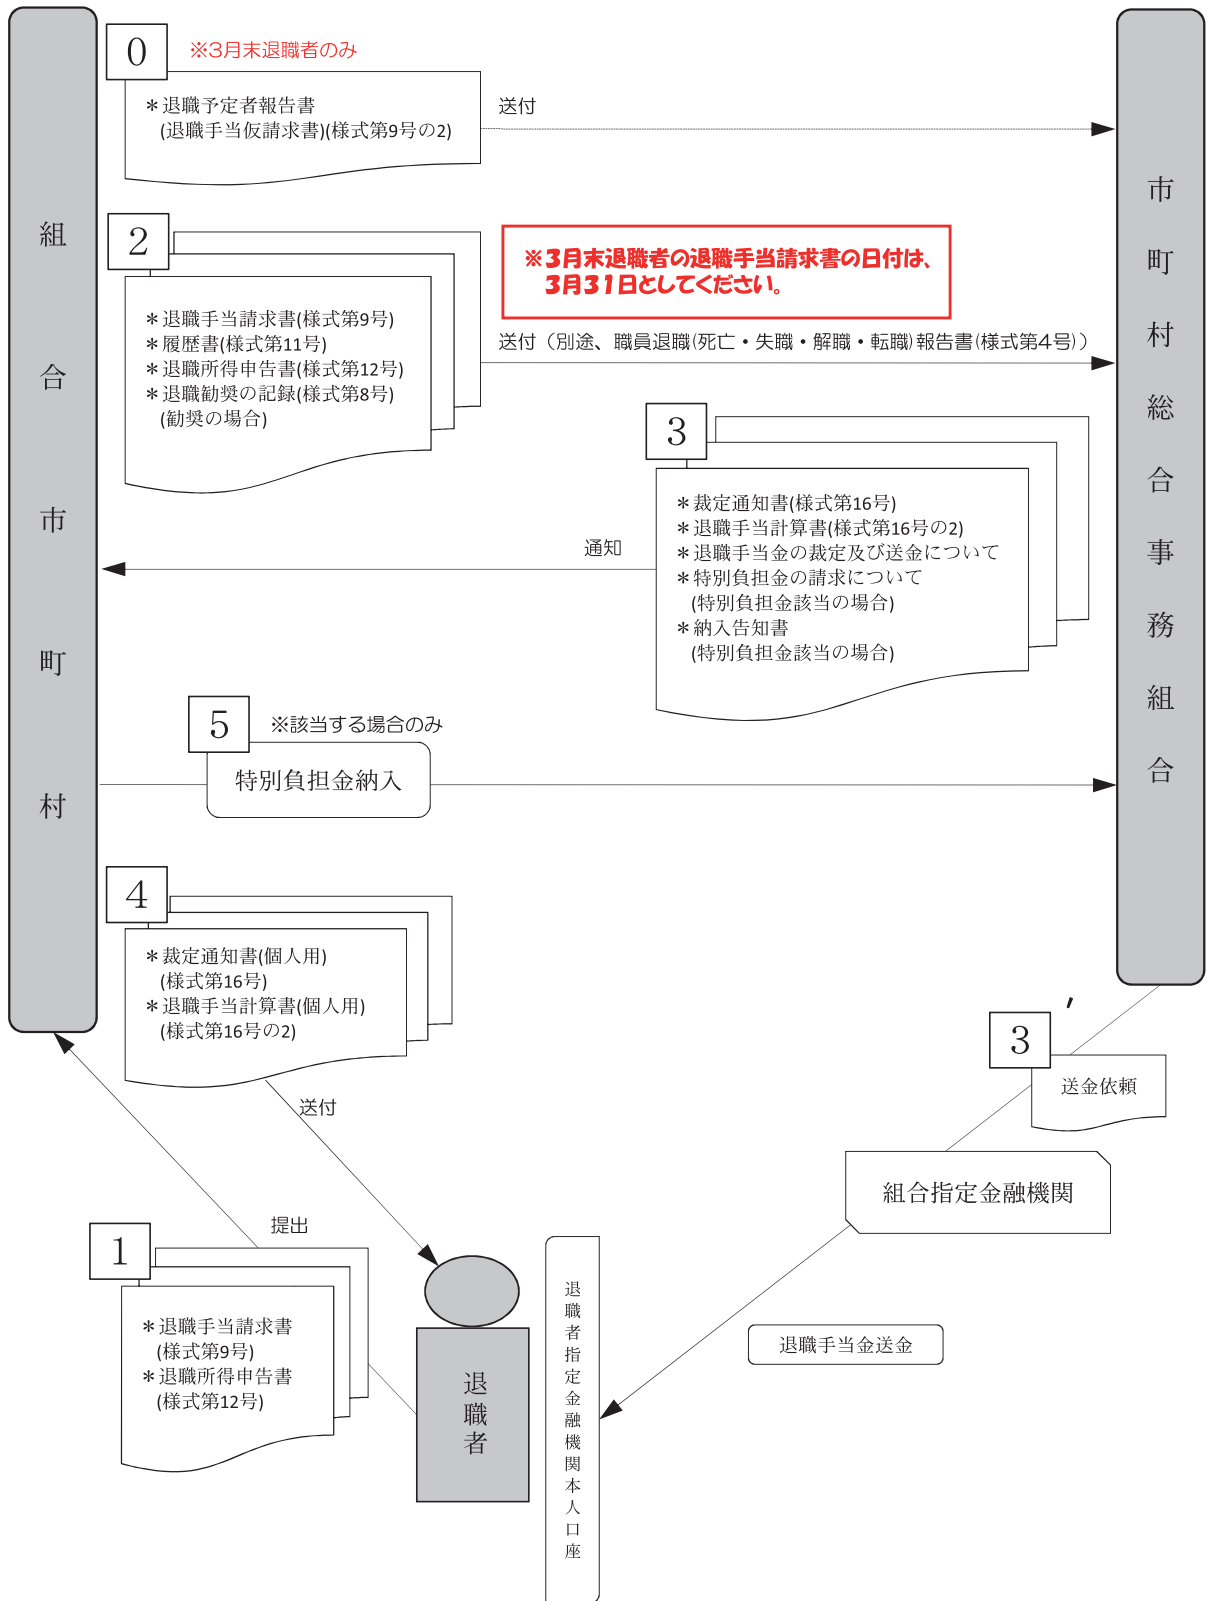 組合市町村
0
※3月末退職者のみ
＊退職予定者報告書
(退職手当仮請求書)(様式第9号の2)
送付
市町村総合事務組合
2
※3月末退職者の退職手当請求書の日付は、
3月31日としてください。
＊退職手当請求書(様式第9号)
＊履歴書(様式第11号)
＊退職所得申告書(様式第12号)
＊退職勧奨の記録(様式第8号)
(勧奨の場合)
送付（別途、職員退職(死亡・失職・解職・転職)報告書(様式第4号)）
3
＊裁定通知書(様式第16号)
＊退職手当計算書(様式第16号の2)
＊退職手当金の裁定及び送金について
＊特別負担金の請求について
(特別負担金該当の場合)
＊納入告知書
(特別負担金該当の場合)
通知
5
※該当する場合のみ
特別負担金納入
4
＊裁定通知書(個人用)
(様式第16号)
＊退職手当計算書(個人用)
(様式第16号の2)
送付
3
′
送金依頼
組合指定金融機関
提出
1
＊退職手当請求書
(様式第9号)
＊退職所得申告書
(様式第12号)
退職者
退職者指定金融機関本人口座
退職手当金送金